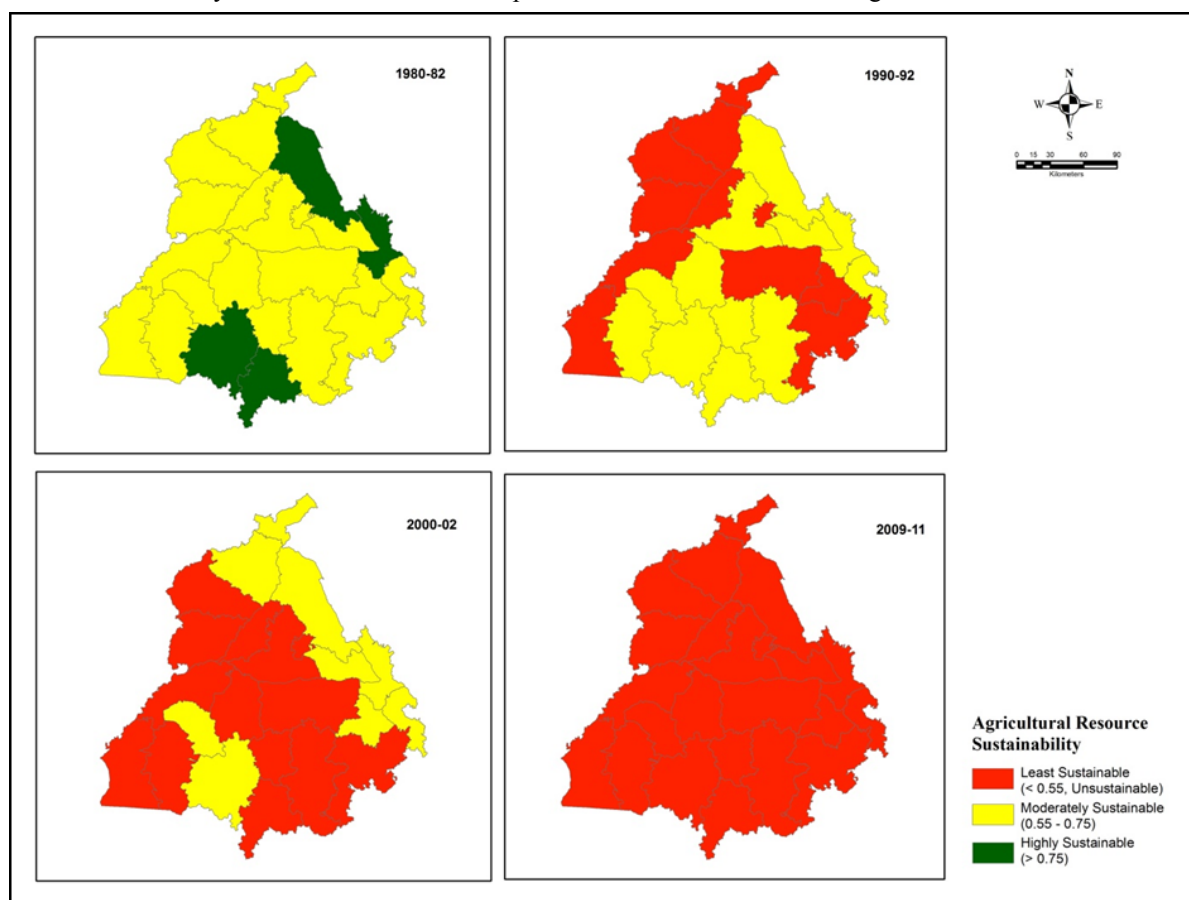 1980-82
1990-92
N
W E
S
0 15 30 60 90
Kilometers
2000-02
2009-11
Agricultural Resource
Sustainability
Least Sustainable
(< 0.55, Unsustainable)
Moderately Sustainable
(0.55 - 0.75)
Highly Sustainable
(> 0.75)